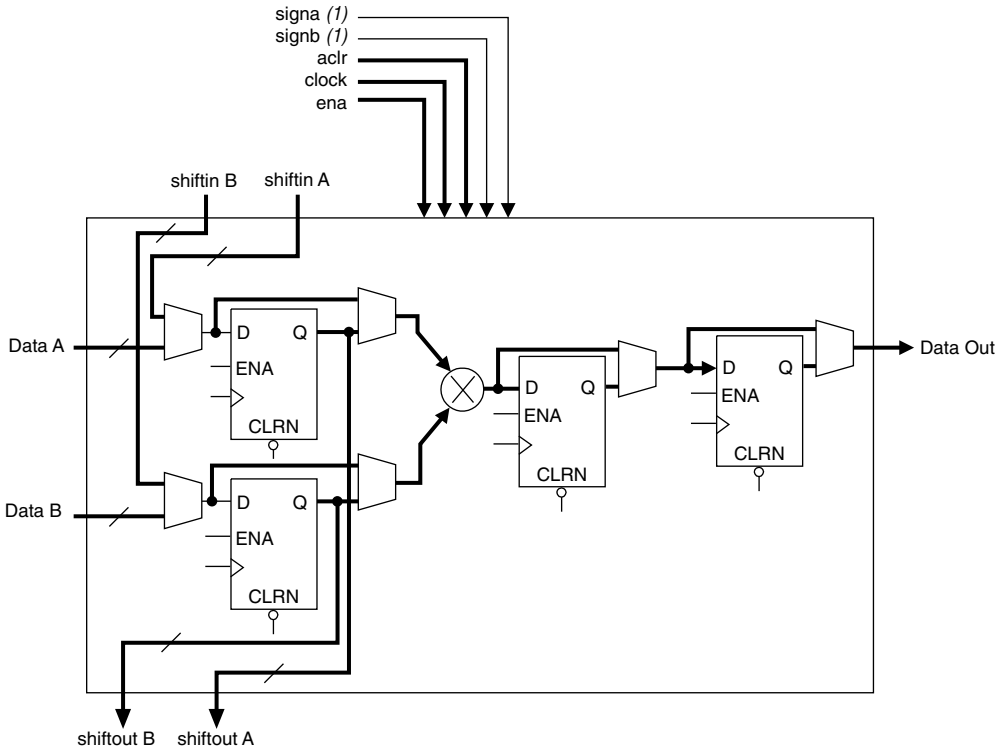 signa (1)
signb (1)
aclr
clock
ena
shiftin B
shiftin A
Data A
D
Q
ENA
CLRN
Data B
D
Q
ENA
CLRN
D
Q
ENA
CLRN
D
Q
ENA
CLRN
Data Out
shiftout B
shiftout A